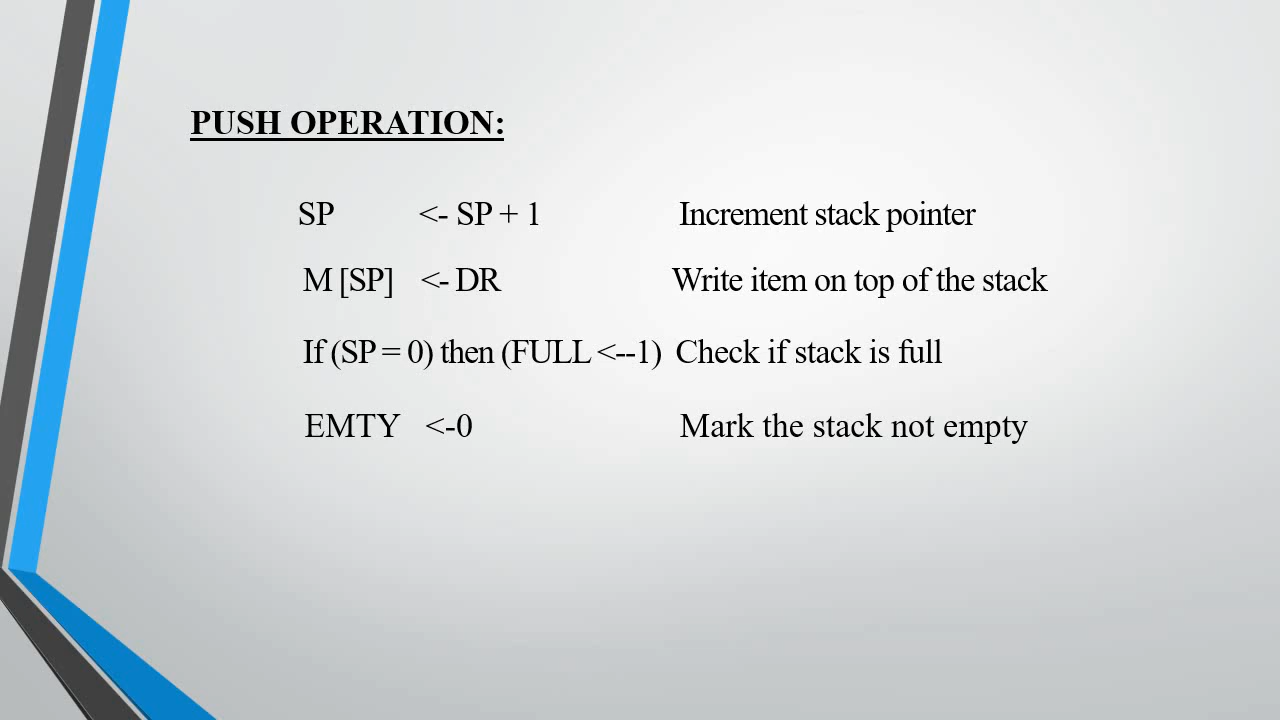 PUSH OPERATION:
SP <- SP + 1 Increment stack pointer
M [SP] <- DR Write item on top of the stack
If (SP = 0) then (FULL <--1) Check if stack is full
EMTY <-0 Mark the stack not empty